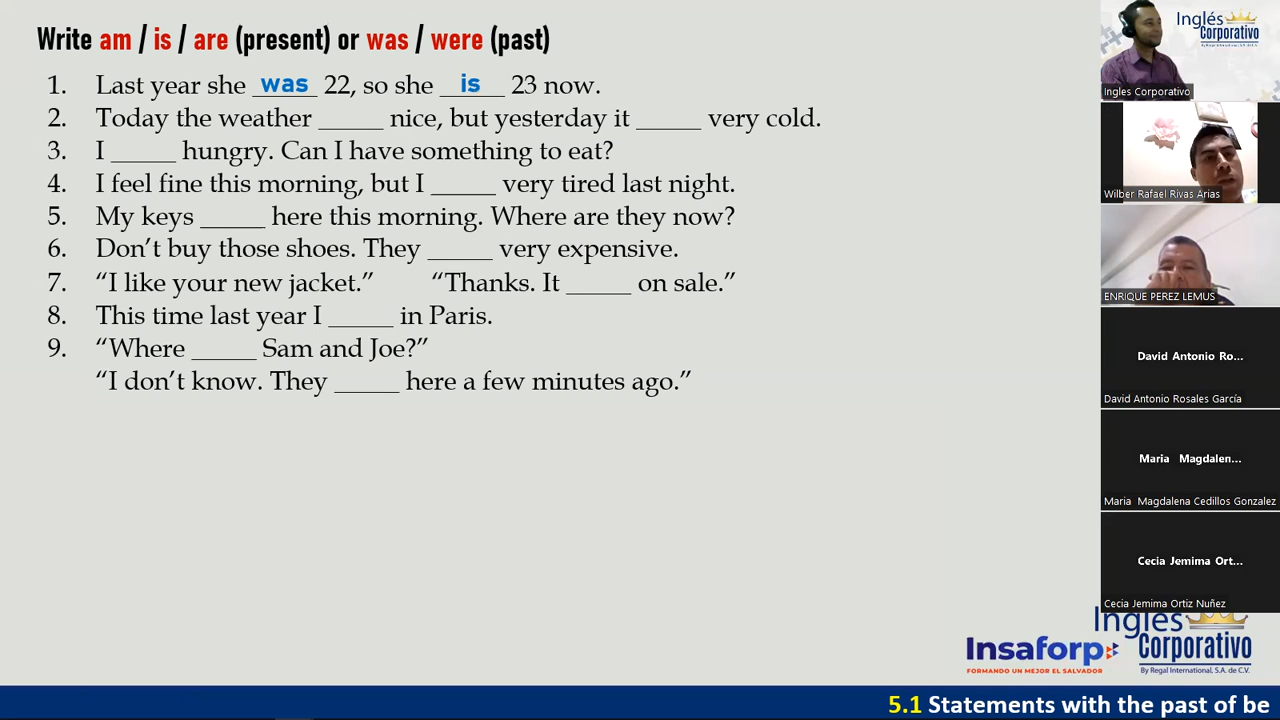 Write am / is / are (present) or was / were (past)
1. Last year she was 22, so she is 23 now.
2. Today the weather _____ nice, but yesterday it _____ very cold.
3. I _____ hungry. Can I have something to eat?
4. I feel fine this morning, but I _____ very tired last night.
5. My keys _____ here this morning. Where are they now?
6. Don’t buy those shoes. They _____ very expensive.
7. “I like your new jacket.” “Thanks. It _____ on sale.”
8. This time last year I _____ in Paris.
9. “Where _____ Sam and Joe?”
“I don’t know. They _____ here a few minutes ago.”
Inglés
Corporativo
By Regal International, S.A. de C.V.
Ingles Corporativo
Wilber Rafael Rivas Arias
ENRIQUE PEREZ LEMUS
David Antonio Ro...
David Antonio Rosales García
Maria Magdalen...
Maria Magdalena Cedillos Gonzalez
Cecia Jemima Ort...
Cecia Jemima Ortiz Nuñez
Insaforp
FORMANDO UN MEJOR EL SALVADOR
Inglés
Corporativo
By Regal International, S.A. de C.V.
5.1 Statements with the past of be